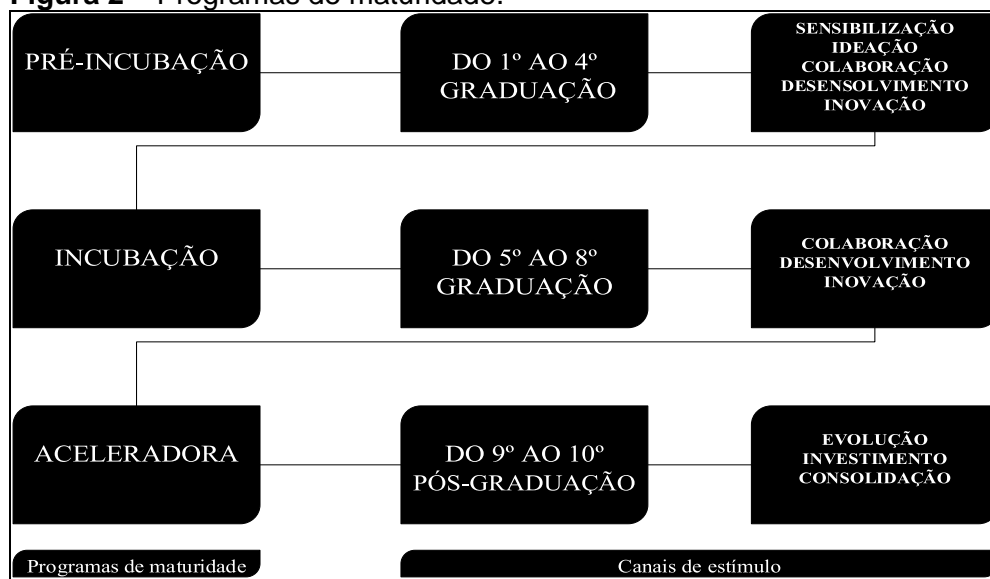 Figura 2 – Programas de maturidade.
PRÉ-INCUBAÇÃO
DO 1º AO 4º
GRADUAÇÃO
SENSIBILIZAÇÃO
IDEAÇÃO
COLABORAÇÃO
DESENSOLVIMENTO
INOVAÇÃO
INCUBAÇÃO
DO 5º AO 8º
GRADUAÇÃO
COLABORAÇÃO
DESENVOLVIMENTO
INOVAÇÃO
ACELERADORA
DO 9º AO 10º
PÓS-GRADUAÇÃO
EVOLUÇÃO
INVESTIMENTO
CONSOLIDAÇÃO
Programas de maturidade
Canais de estímulo